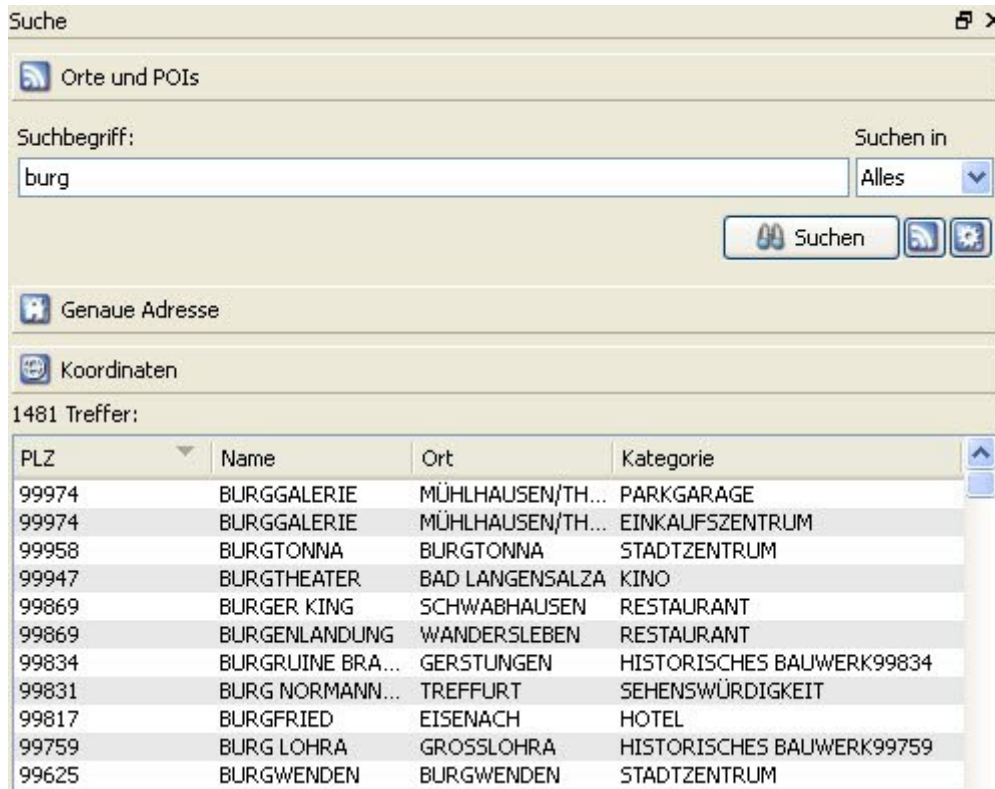 Suche
Orte und POIs
Suchbegriff: Suchen in
burg Alles
Suchen
Genaue Adresse
Koordinaten
1481 Treffer:
PLZ Name Ort Kategorie
99974 BURGGALERIE MÜHLHAUSEN/TH... PARKGARAGE
99974 BURGGALERIE MÜHLHAUSEN/TH... EINKAUFSZENTRUM
99958 BURGTONNA BURGTONNA STADTZENTRUM
99947 BURGTHEATER BAD LANGENSALZA KINO
99869 BURGER KING SCHWABHAUSEN RESTAURANT
99869 BURGENLANDUNG WANDERSLEBEN RESTAURANT
99834 BURGRUINE BRA... GERSTUNGEN HISTORISCHES BAUWERK99834
99831 BURG NORMANN... TREFFURT SEHENSWÜRDIGKEIT
99817 BURGFRIED EISENACH HOTEL
99759 BURG LOHRA GROSSLOHRA HISTORISCHES BAUWERK99759
99625 BURGWENDEN BURGWENDEN STADTZENTRUM